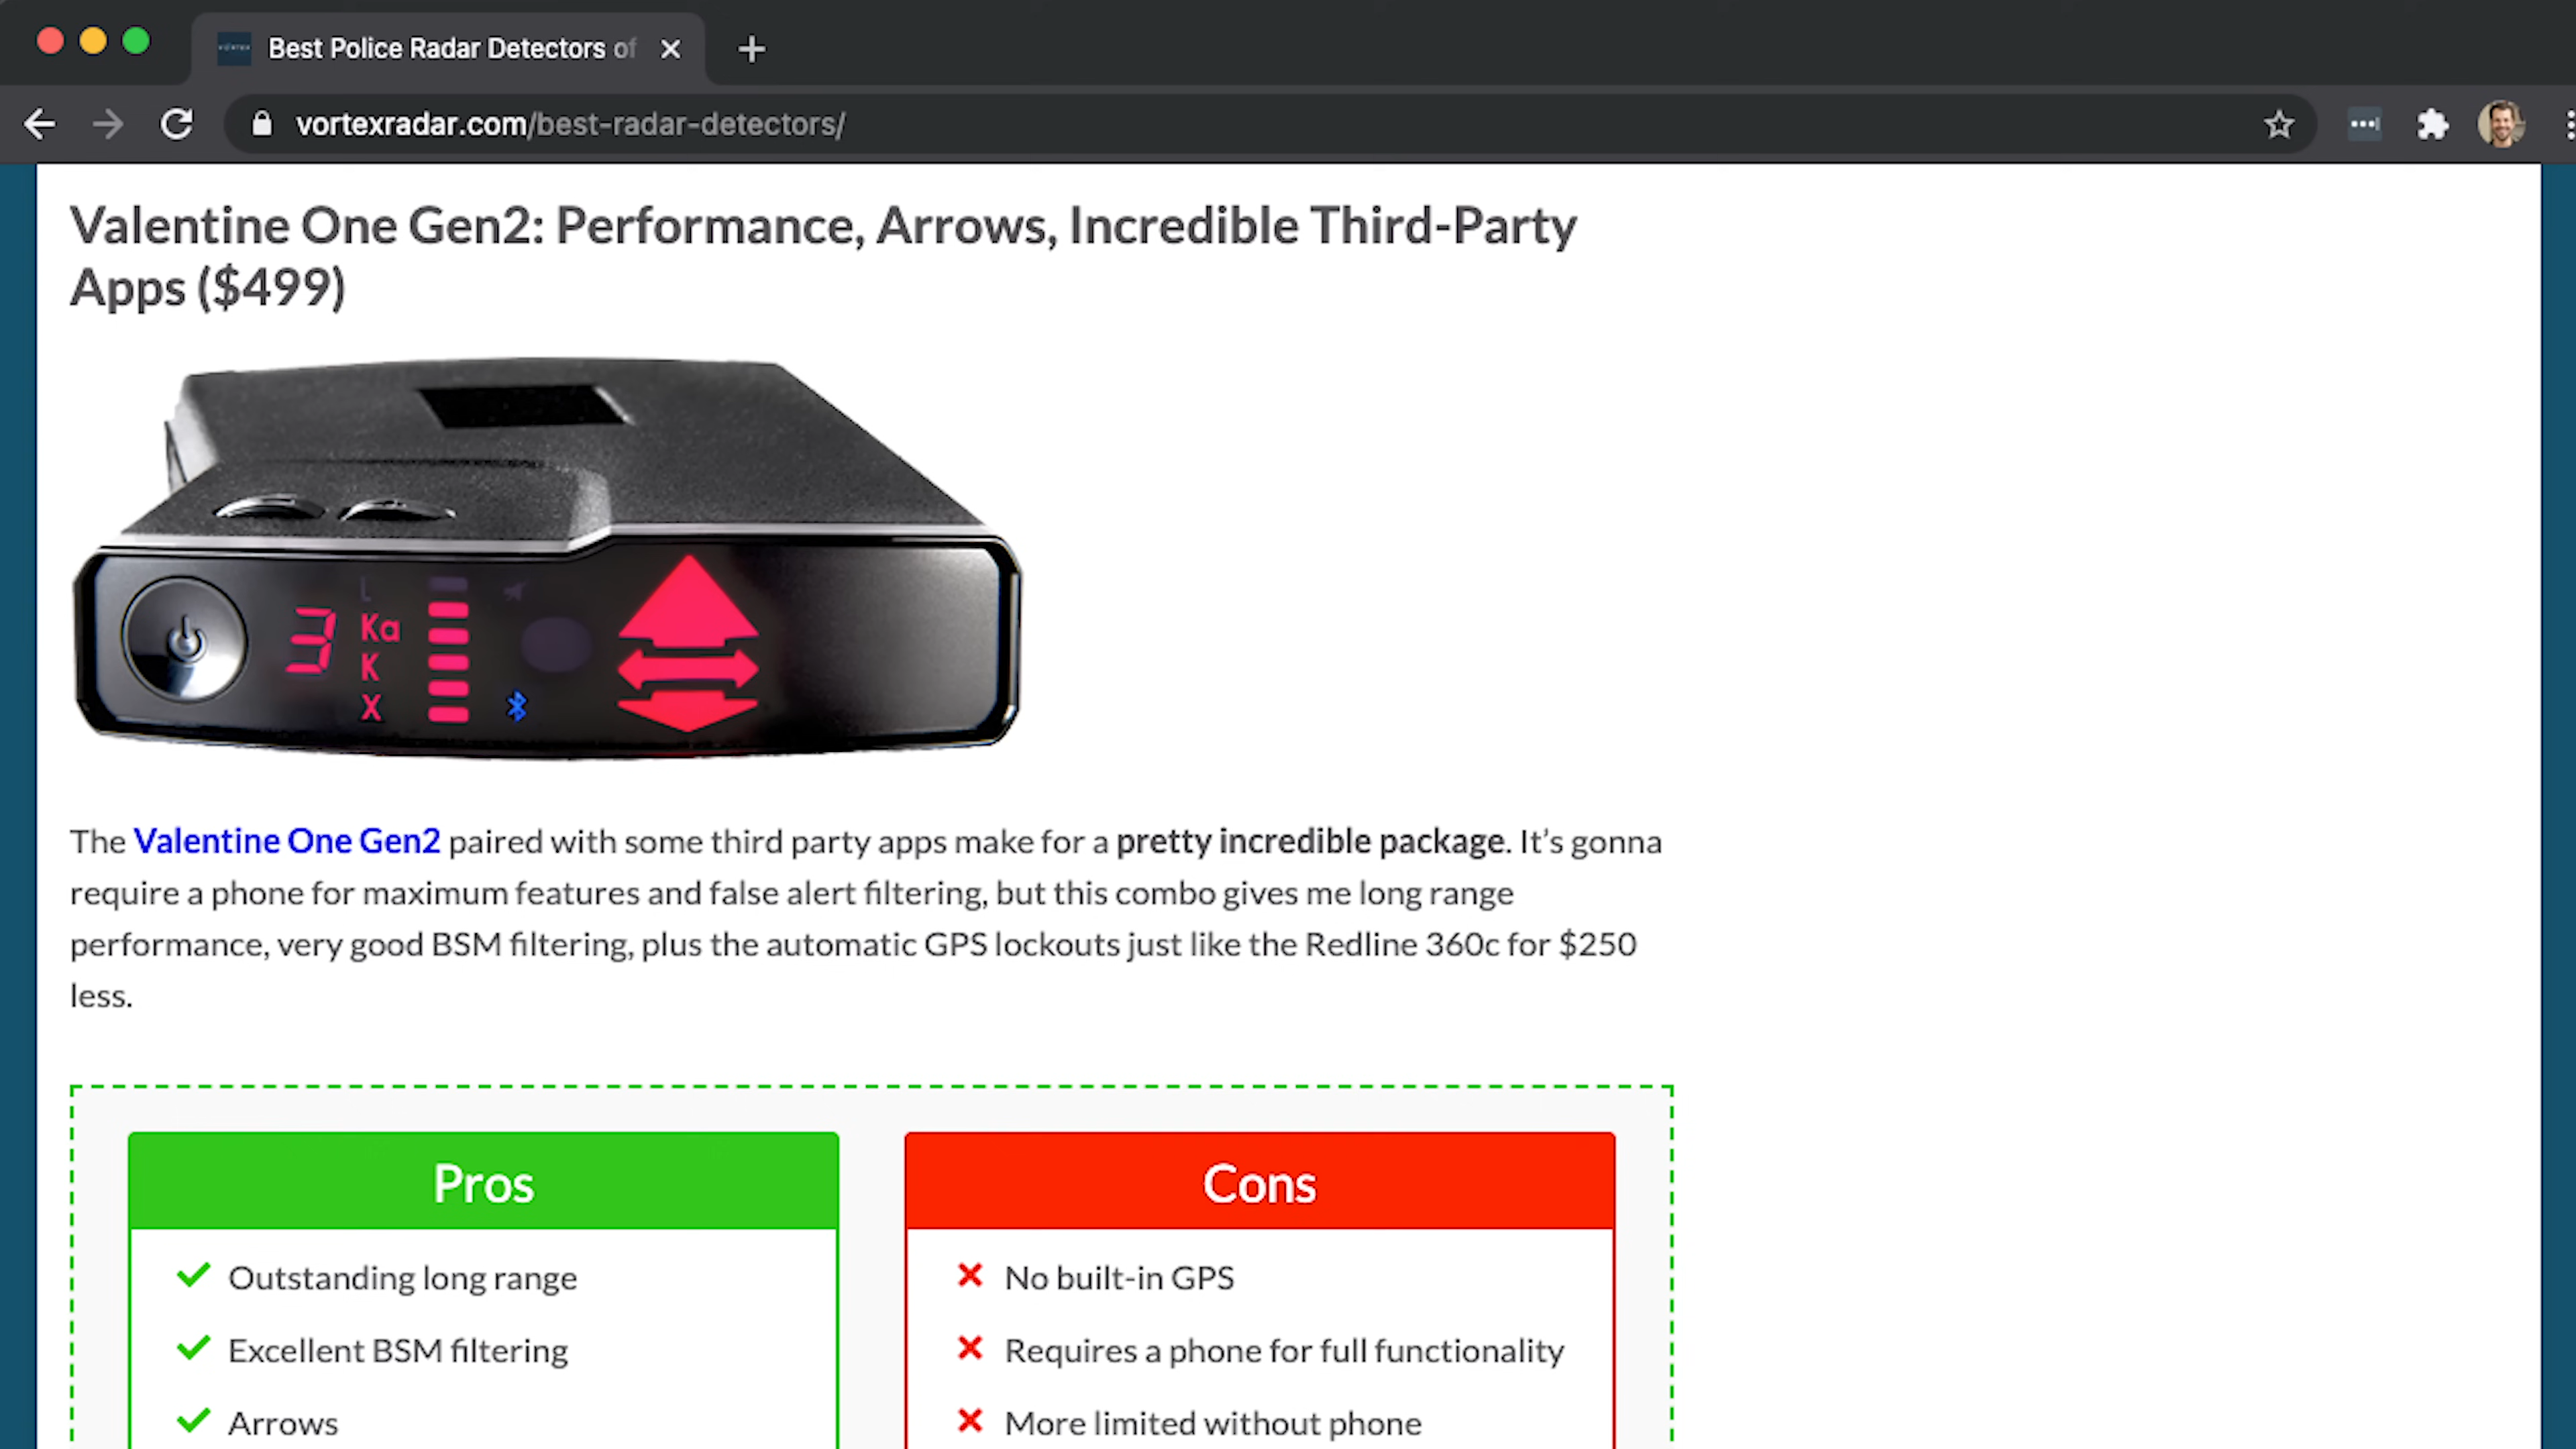 Best Police Radar Detectors of
vortexradar.com/best-radar-detectors/
Valentine One Gen2: Performance, Arrows, Incredible Third-Party
Apps ($499)
L
3 Ka
K
X
The Valentine One Gen2 paired with some third party apps make for a pretty incredible package. It's gonna
require a phone for maximum features and false alert filtering, but this combo gives me long range
performance, very good BSM filtering, plus the automatic GPS lockouts just like the Redline 360c for $250
less.
Pros
Outstanding long range
Excellent BSM filtering
Arrows
Cons
No built-in GPS
Requires a phone for full functionality
More limited without phone